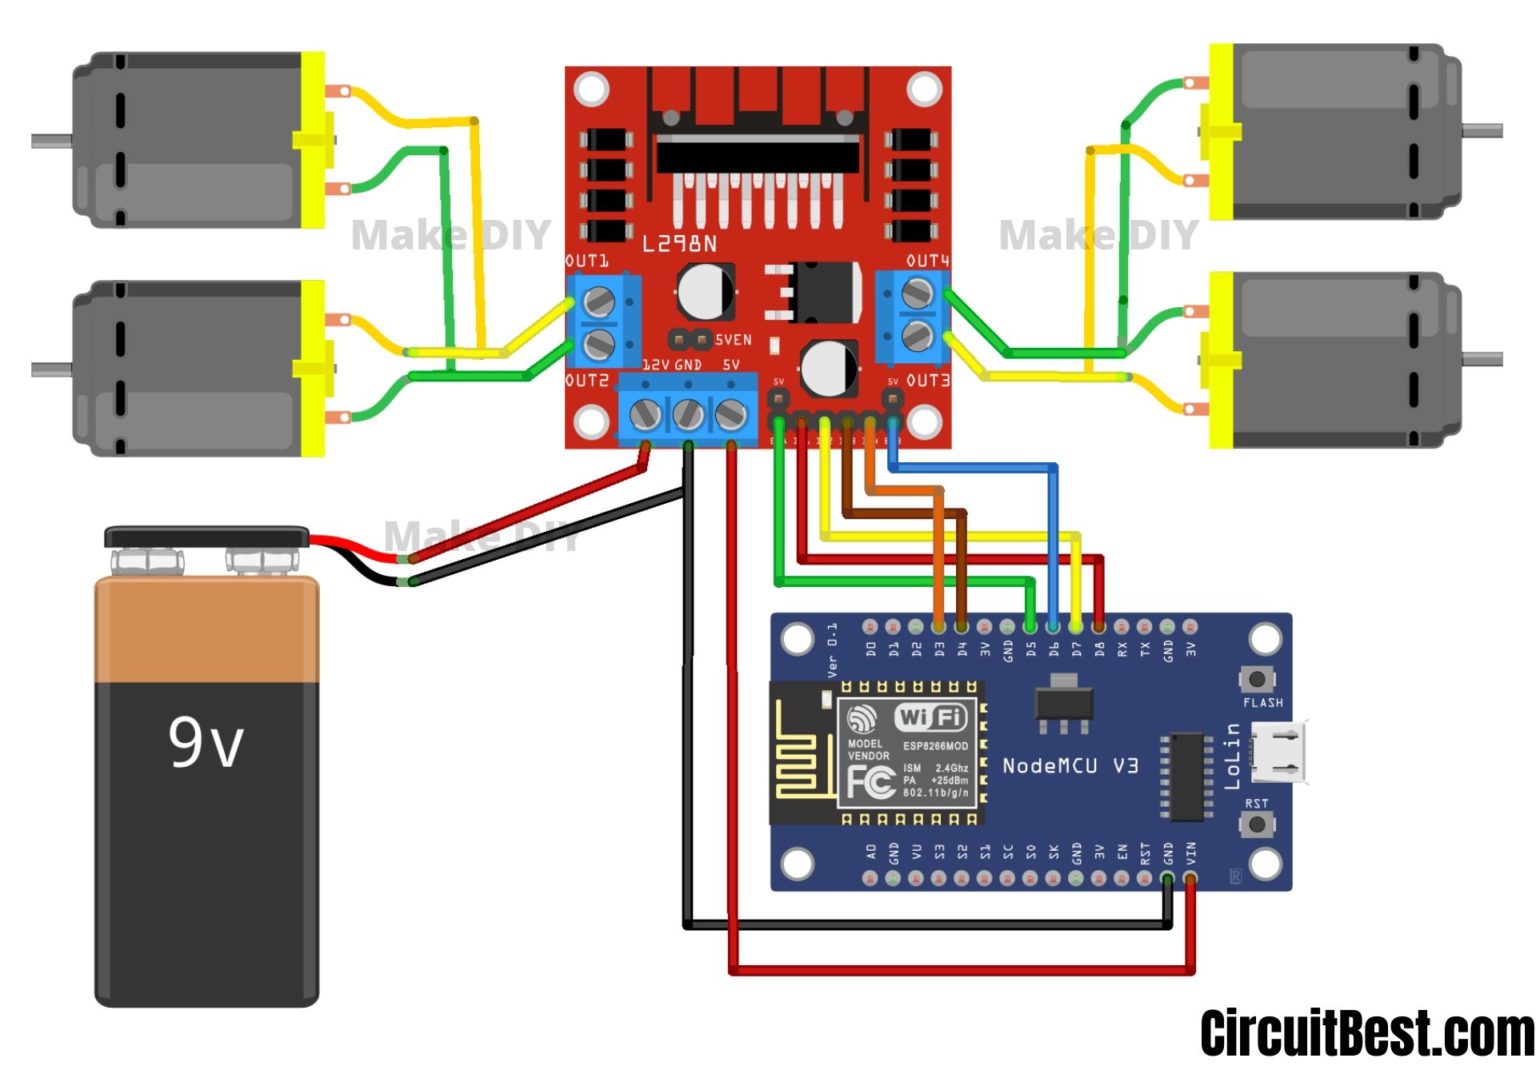 Make DIY
Make DIY
L298N
OUT1
OUT4
5VEN
12V GND 5V
OUT2
OUT3
5V
5V
Make DIY
9v
Ver 0.1
D0 D1 D2 D3 D4 3V GND D5 D6 D7 D8 RX TX GND 3V
FLASH
WiFi
MODEL
VENDOR
ESP8266MOD
FC
ISM 2.4Ghz
PA +25dBm
802.11b/g/n
NodeMCU V3
LoLin
RST
A0 GND VU S3 S2 S1 SC S0 SK GND 3V EN RST GND VIN
CircuitBest.com